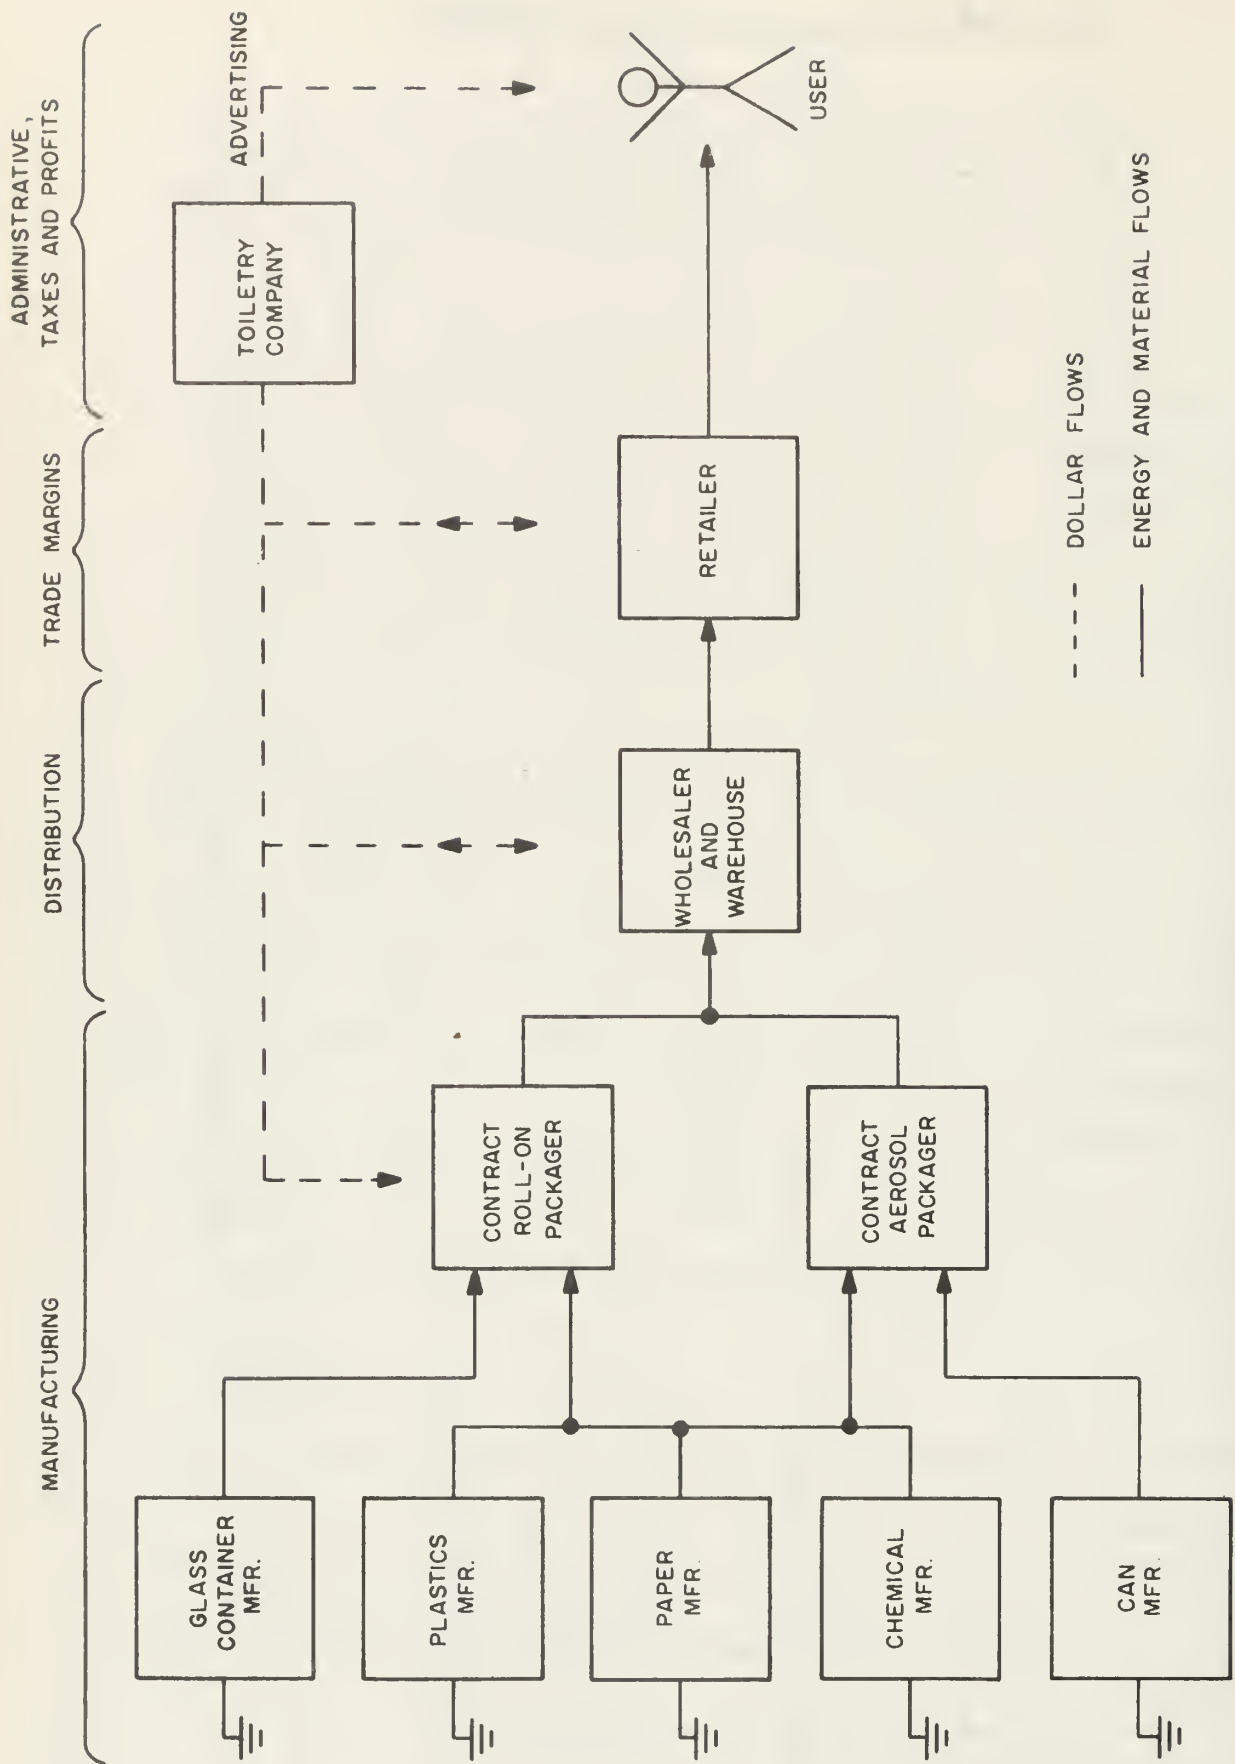 MANUFACTURING
DISTRIBUTION
TRADE MARGINS
ADMINISTRATIVE,
TAXES AND PROFITS
TOILETRY
COMPANY
ADVERTISING
GLASS
CONTAINER
MFR.
PLASTICS
MFR.
PAPER
MFR.
CHEMICAL
MFR.
CAN
MFR.
CONTRACT
ROLL-ON
PACKAGER
CONTRACT
AEROSOL
PACKAGER
WHOLESALER
AND
WAREHOUSE
RETAILER
USER
DOLLAR FLOWS
ENERGY AND MATERIAL FLOWS